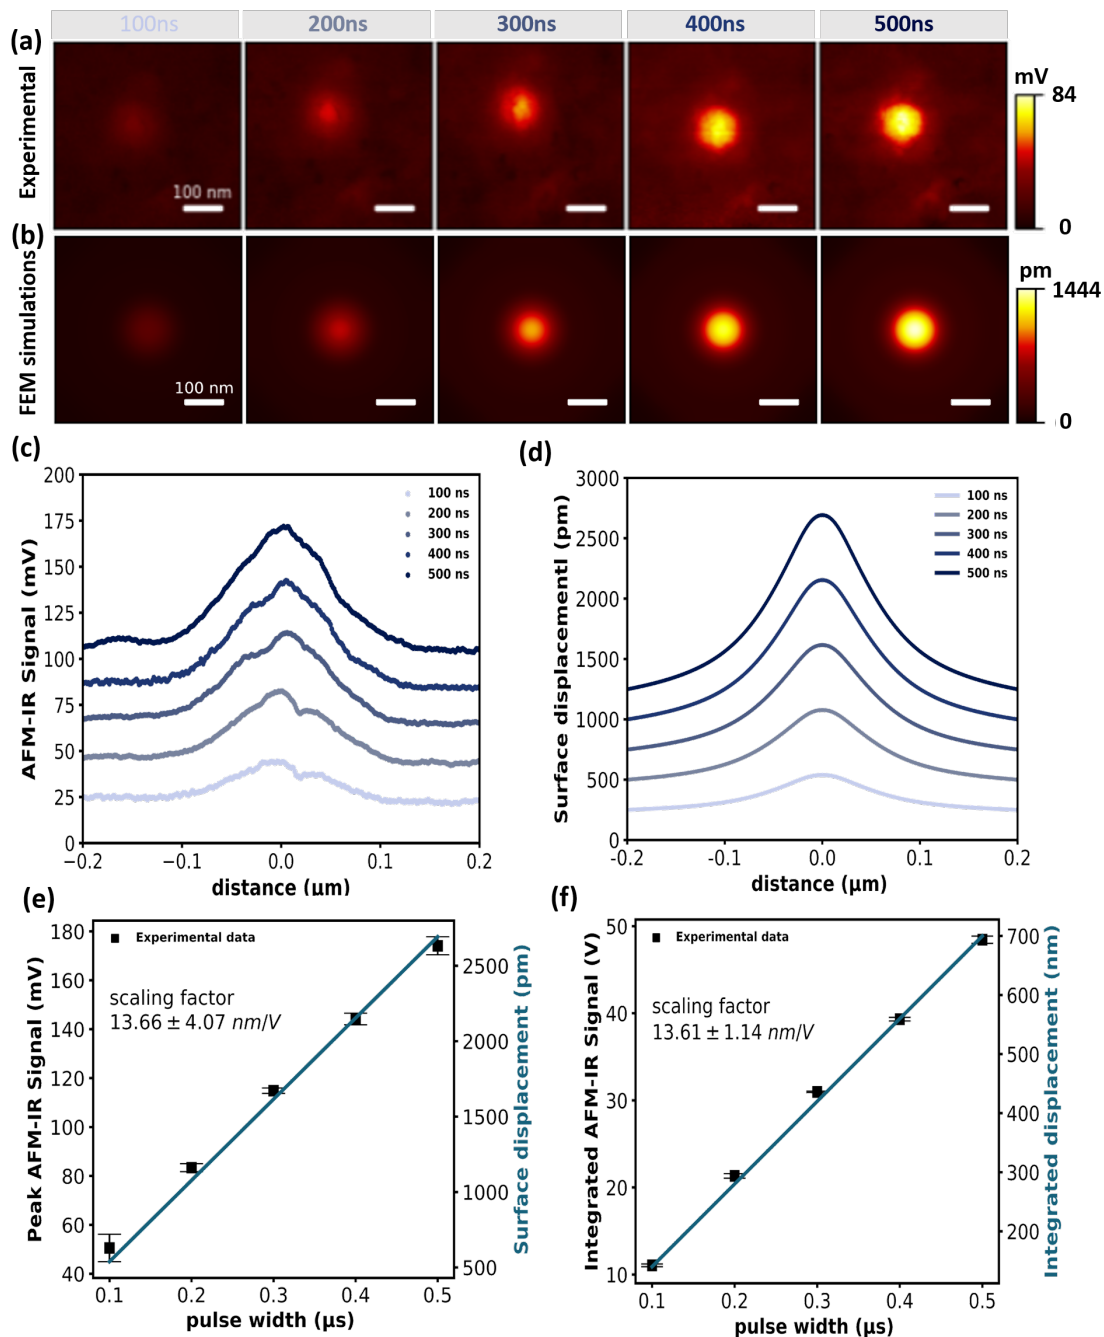 100ns 200ns 300ns 400ns 500ns
(a)
Experimental
100 nm
mV
84
0
(b)
FEM simulations
100 nm
pm
1444
0
(c)
AFM-IR Signal (mV)
200
175
150
125
100
75
50
25
0
100 ns
200 ns
300 ns
400 ns
500 ns
−0.2 −0.1 0.0 0.1 0.2
distance (μm)
(d)
Surface displacementl (pm)
3000
2500
2000
1500
1000
500
0
100 ns
200 ns
300 ns
400 ns
500 ns
-0.2 -0.1 0.0 0.1 0.2
distance (μm)
(e)
Peak AFM-IR Signal (mV)
180
160
140
120
100
80
60
40
Experimental data
scaling factor
13.66 ± 4.07 nm/V
2500
2000
1500
1000
500
Surface displacement (pm)
0.1 0.2 0.3 0.4 0.5
pulse width (μs)
(f)
Integrated AFM-IR Signal (V)
50
40
30
20
10
Experimental data
scaling factor
13.61 ± 1.14 nm/V
700
600
500
400
300
200
Integrated displacement (nm)
0.1 0.2 0.3 0.4 0.5
pulse width (μs)